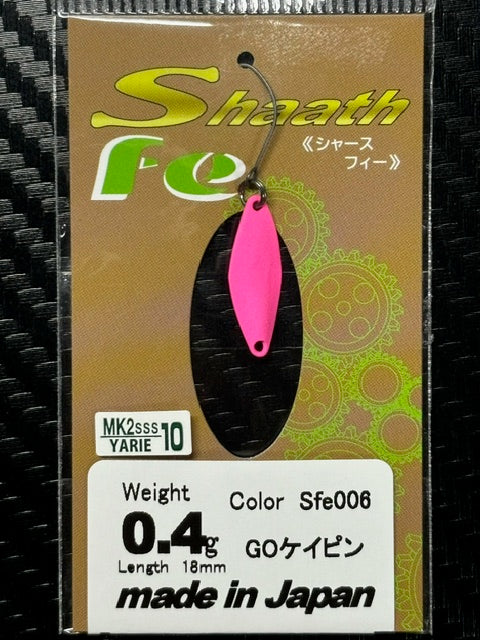 Shaath
fe
《シャース
フィー》
MK2sss
YARIE 10
Weight
0.4g
Length 18mm
Color Sfe006
GOケイピン
made in Japan